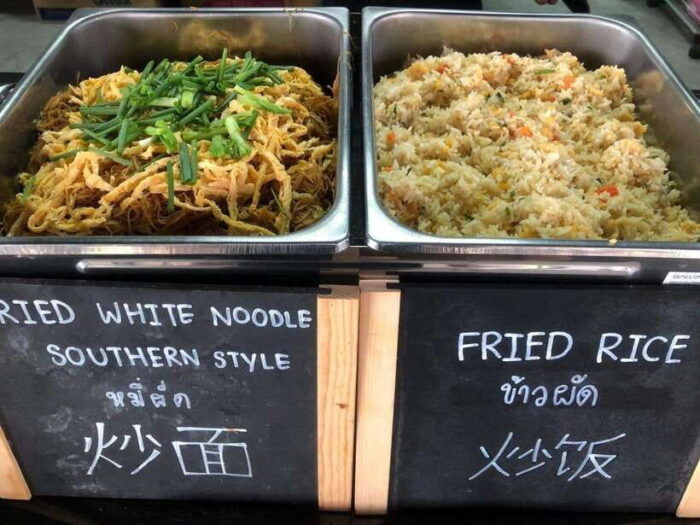 RIED WHITE NOODLE
SOUTHERN STYLE
หมี่ผัด
炒面
FRIED RICE
ข้าวผัด
炒饭